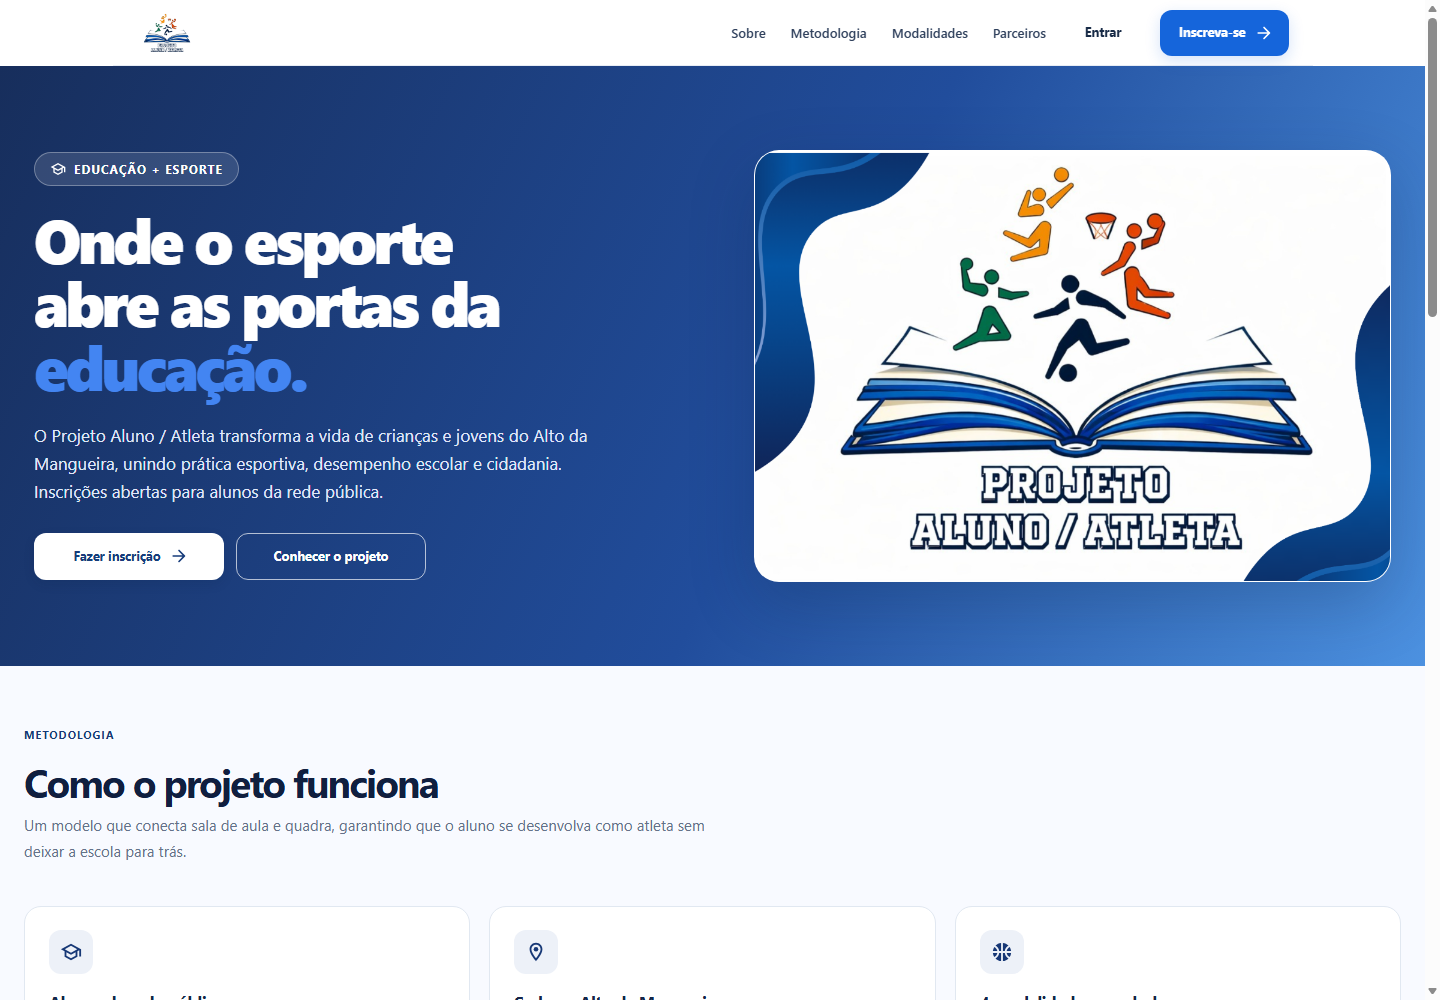 Sobre
Metodologia
Modalidades
Parceiros
Entrar
Inscreva-se
EDUCAÇÃO + ESPORTE
Onde o esporte
abre as portas da
educação.
O Projeto Aluno / Atleta transforma a vida de crianças e jovens do Alto da
Mangueira, unindo prática esportiva, desempenho escolar e cidadania.
Inscrições abertas para alunos da rede pública.
Fazer inscrição
Conhecer o projeto
PROJETO
ALUNO / ATLETA
METODOLOGIA
Como o projeto funciona
Um modelo que conecta sala de aula e quadra, garantindo que o aluno se desenvolva como atleta sem
deixar a escola para trás.